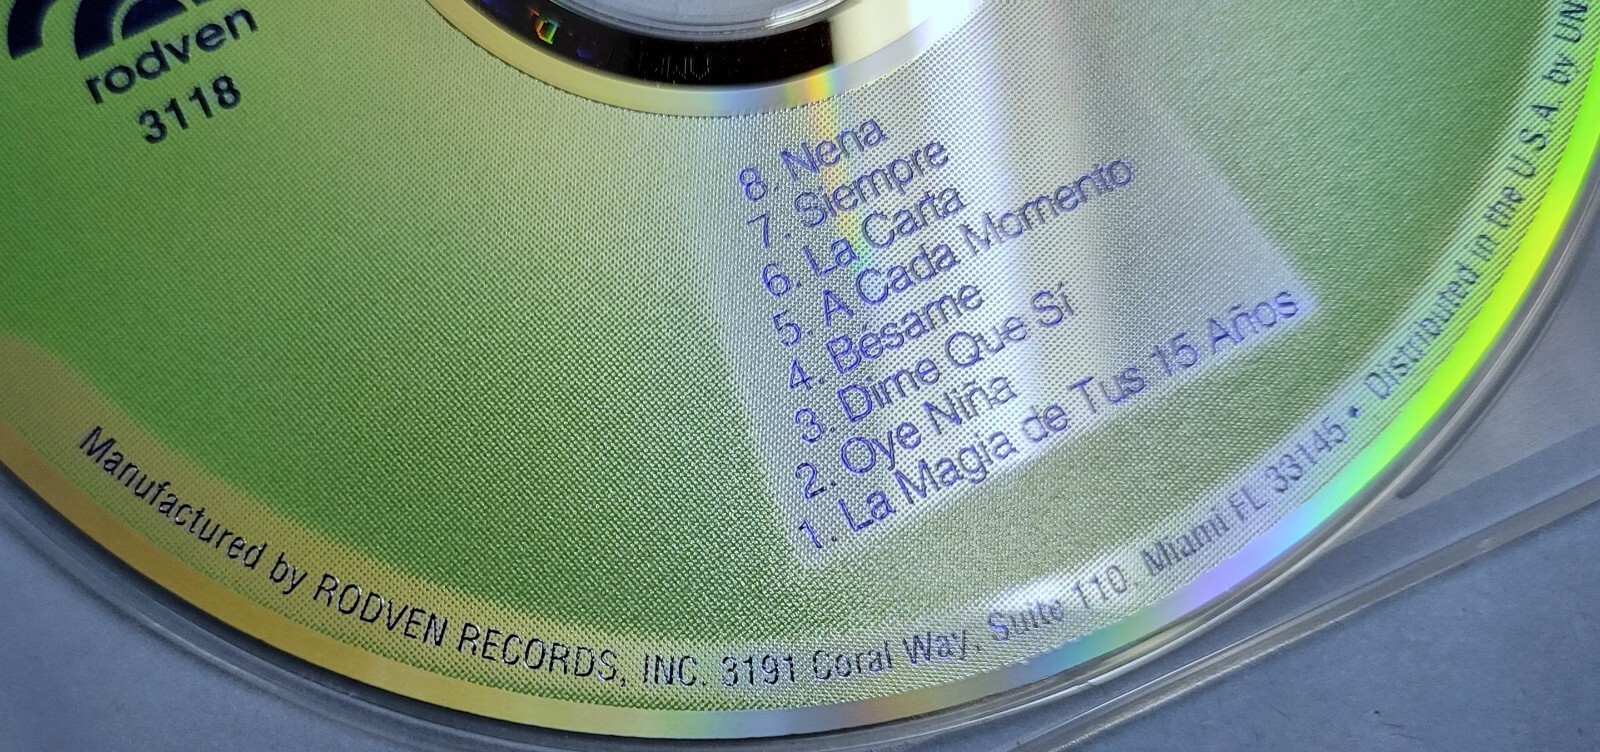 rodven
3118
8. Nena
7. Siempre
6. La Carta
5. A Cada Momento
4. Bésame
3. Dime Que Sí
2. Oye Niña
1. La Magia de Tus 15 Años
Manufactured by RODVEN RECORDS, INC. 3191 Coral Way, Suite 110. Miami FL 33145 • Distributed in the U.S.A. by UN